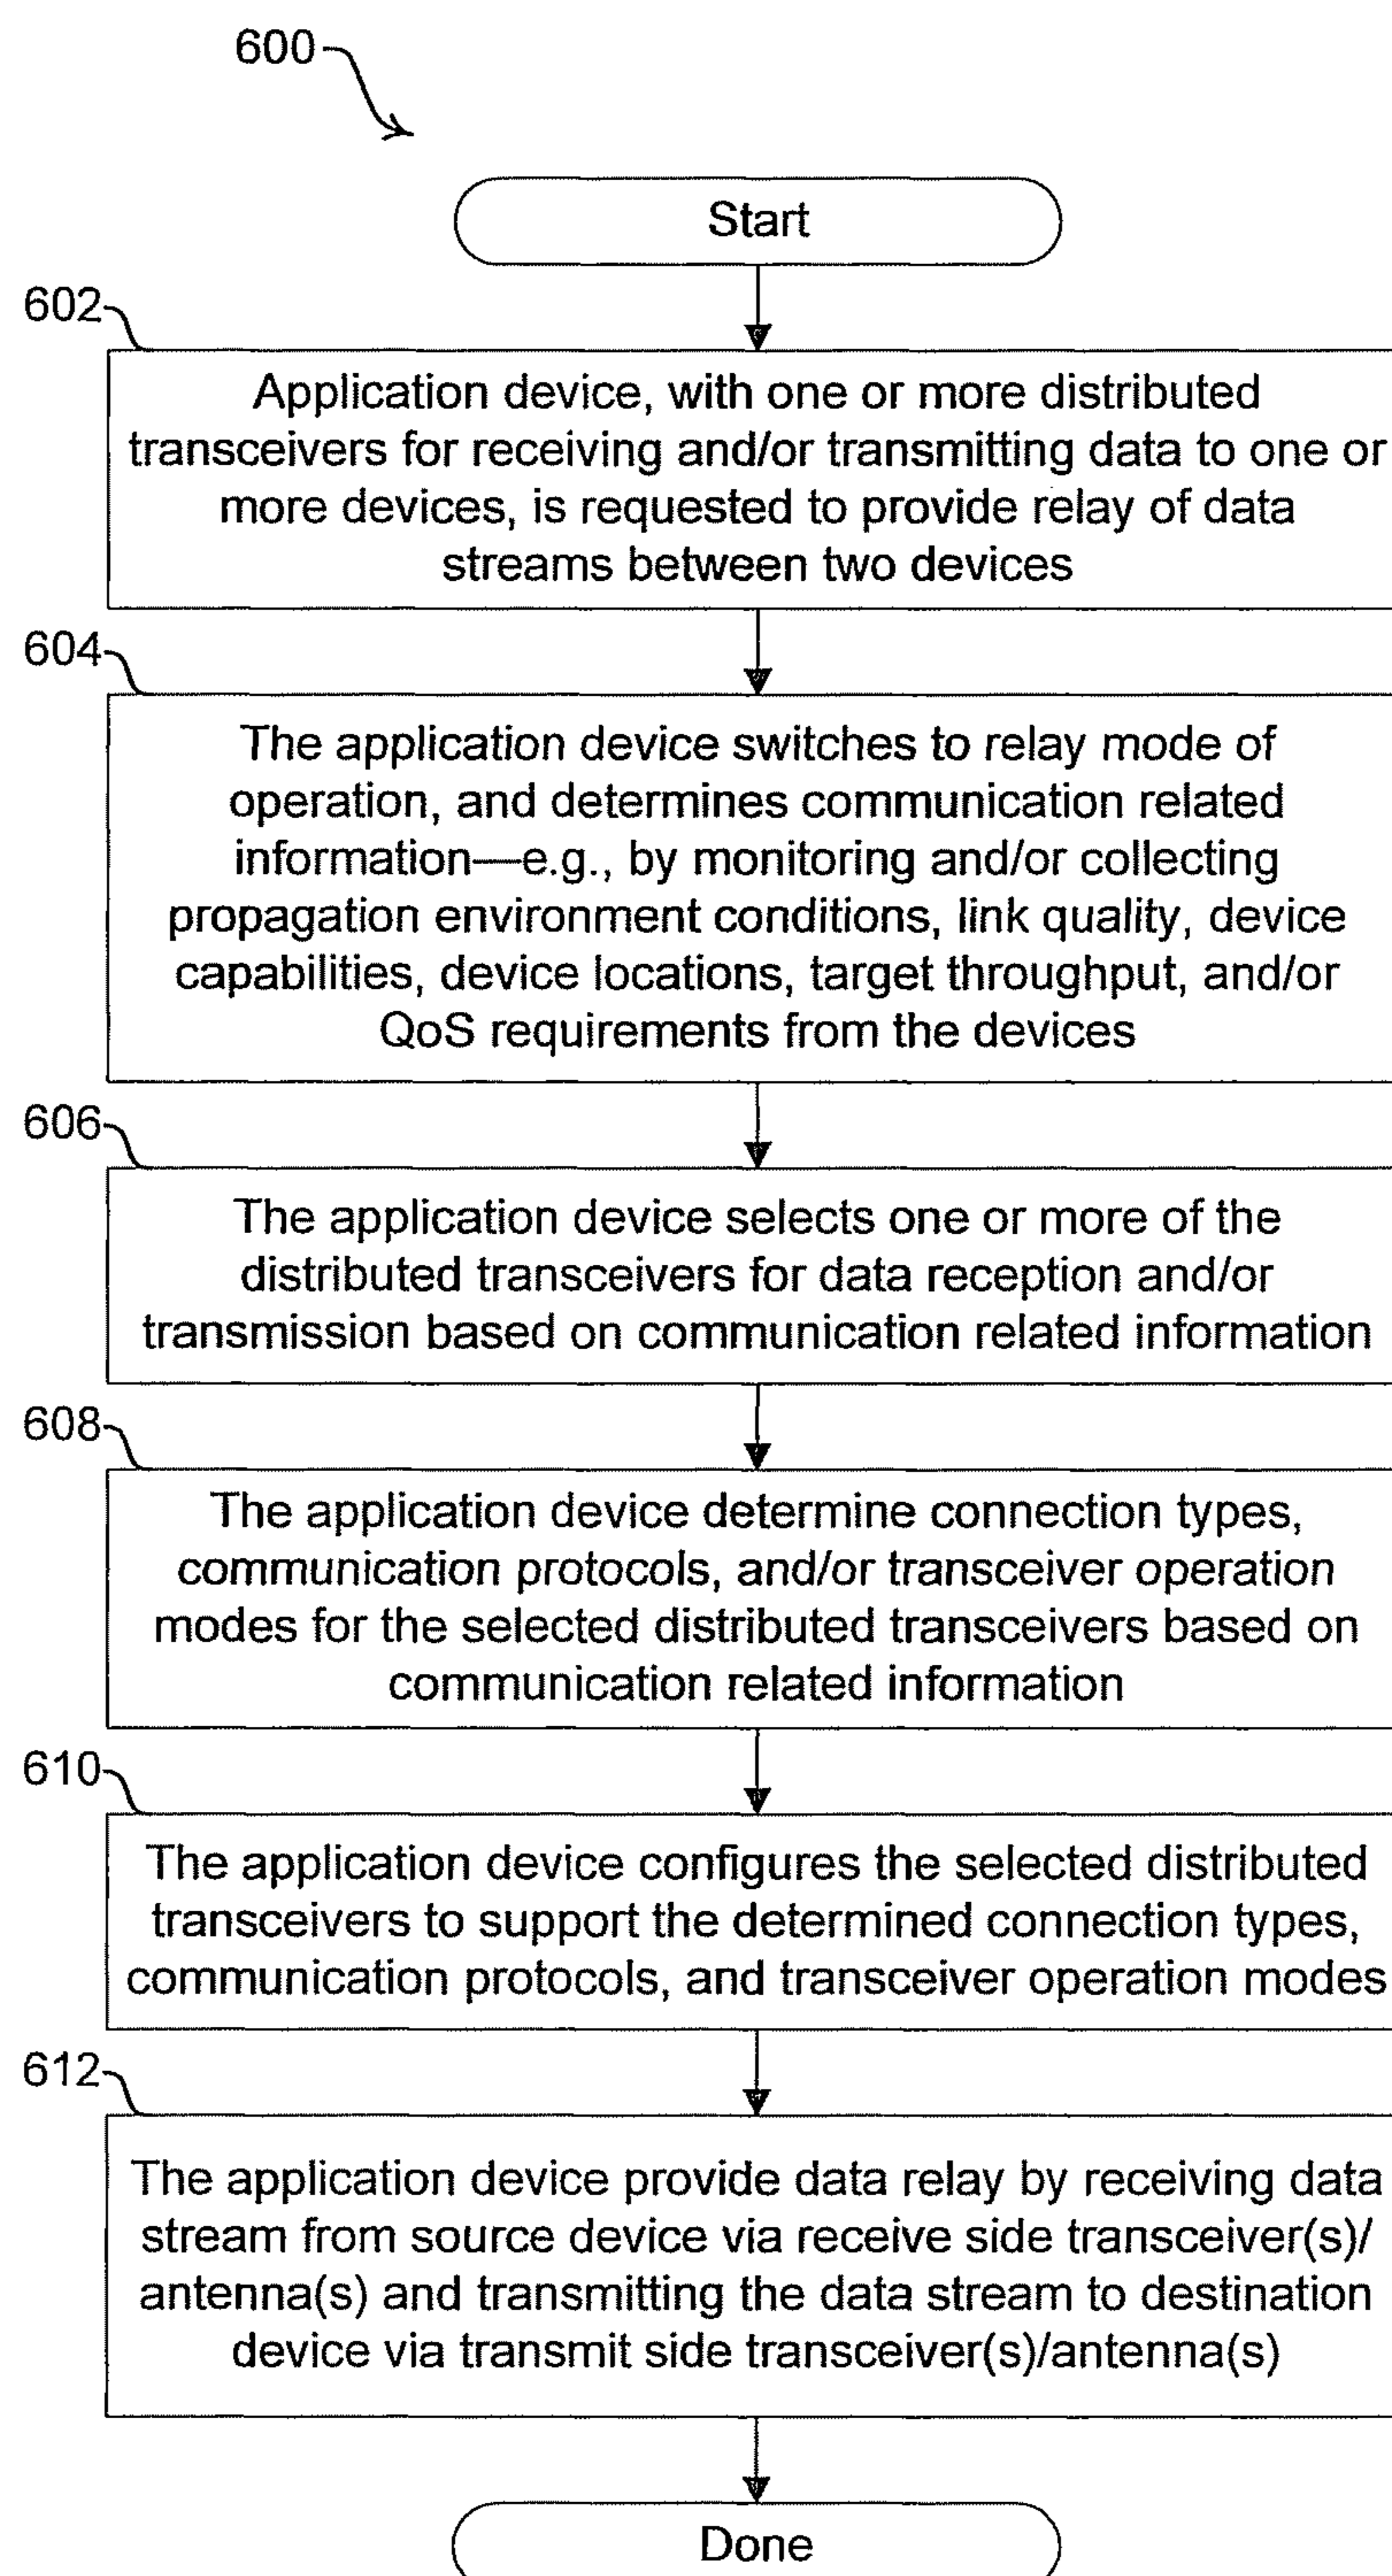 600
Start
602
Application device, with one or more distributed
transceivers for receiving and/or transmitting data to one or
more devices, is requested to provide relay of data
streams between two devices
604
The application device switches to relay mode of
operation, and determines communication related
information—e.g., by monitoring and/or collecting
propagation environment conditions, link quality, device
capabilities, device locations, target throughput, and/or
QoS requirements from the devices
606
The application device selects one or more of the
distributed transceivers for data reception and/or
transmission based on communication related information
608
The application device determine connection types,
communication protocols, and/or transceiver operation
modes for the selected distributed transceivers based on
communication related information
610
The application device configures the selected distributed
transceivers to support the determined connection types,
communication protocols, and transceiver operation modes
612
The application device provide data relay by receiving data
stream from source device via receive side transceiver(s)/
antenna(s) and transmitting the data stream to destination
device via transmit side transceiver(s)/antenna(s)
Done